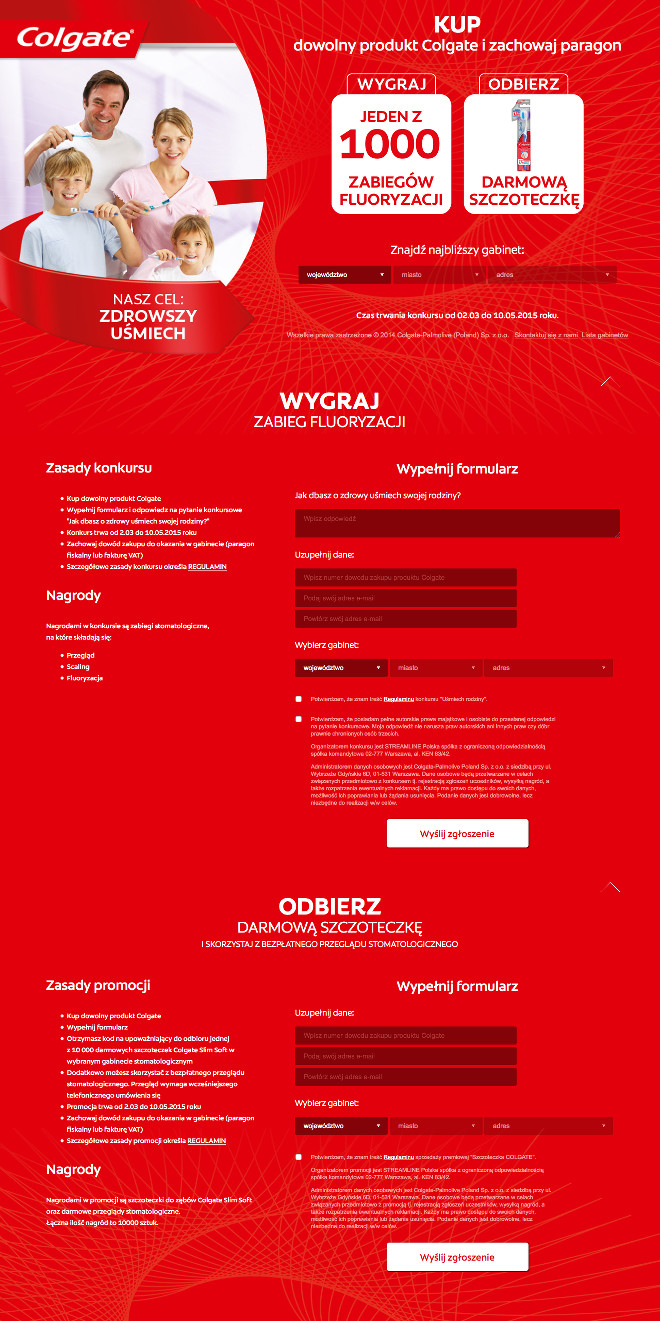 Colgate
KUP
dowolny produkt Colgate i zachowaj paragon
WYGRAJ
JEDEN Z
1000
ZABIEGÓW
FLUORYZACJI
ODBIERZ
DARMOWĄ
SZCZOTECZKĘ
Znajdź najbliższy gabinet:
województwo miasto adres
NASZ CEL:
ZDROWSZY
UŚMIECH
Czas trwania konkursu od 02.03 do 10.05.2015 roku.
Wszelkie prawa zastrzeżone © 2014 Colgate-Palmolive (Poland) Sp. z o.o. Skontaktuj się z nami Lista gabinetów
WYGRAJ
ZABIEG FLUORYZACJI
Zasady konkursu
Kup dowolny produkt Colgate
Wypełnij formularz i odpowiedz na pytanie konkursowe
"Jak dbasz o zdrowy uśmiech swojej rodziny?"
Konkurs trwa od 2.03 do 10.05.2015 roku
Zachowaj dowód zakupu do okazania w gabinecie (paragon
fiskalny lub fakturę VAT)
Szczegółowe zasady konkursu określa REGULAMIN
Nagrody
Nagrodami w konkursie są zabiegi stomatologiczne,
na które składają się:
Przegląd
Scaling
Fluoryzacja
Wypełnij formularz
Jak dbasz o zdrowy uśmiech swojej rodziny?
Wpisz odpowiedź
Uzupełnij dane:
Wpisz numer dowodu zakupu produktu Colgate
Podaj swój adres e-mail
Powtórz swój adres e-mail
Wybierz gabinet:
województwo miasto adres
Potwierdzam, że znam treść Regulaminu konkursu "Uśmiech rodziny".
Potwierdzam, że posiadam pełne autorskie prawa majątkowe i osobiste do przesłanej odpowiedzi
na pytanie konkursowe. Moja odpowiedź nie narusza praw autorskich ani innych praw czy dóbr
prawnie chronionych osób trzecich.
Organizatorem konkursu jest STREAMLINE Polska spółka z ograniczoną odpowiedzialnością
spółka komandytowa 02-777 Warszawa, al. KEN 83/42.
Administratorem danych osobowych jest Colgate-Palmolive Poland Sp. z o.o. z siedzibą przy ul.
Wybrzeże Gdyńskie 6D, 01-531 Warszawa. Dane osobowe będą przetwarzane w celach
związanych przedmiotowo z konkursem tj. rejestracją zgłoszeń uczestników, wysyłką nagród, a
także rozpatrzenia ewentualnych reklamacji. Każdy ma prawo dostępu do swoich danych,
możliwość ich poprawiania lub żądania usunięcia. Podanie danych jest dobrowolne, lecz
niezbędne do realizacji w/w celów.
Wyślij zgłoszenie
ODBIERZ
DARMOWĄ SZCZOTECZKĘ
I SKORZYSTAJ Z BEZPŁATNEGO PRZEGLĄDU STOMATOLOGICZNEGO
Zasady promocji
Kup dowolny produkt Colgate
Wypełnij formularz
Otrzymasz kod na upoważniający do odbioru jednej
z 10 000 darmowych szczoteczek Colgate Slim Soft w
wybranym gabinecie stomatologicznym
Dodatkowo możesz skorzystać z bezpłatnego przeglądu
stomatologicznego. Przegląd wymaga wcześniejszego
telefonicznego umówienia się
Promocja trwa od 2.03 do 10.05.2015 roku
Zachowaj dowód zakupu do okazania w gabinecie (paragon
fiskalny lub fakturę VAT)
Szczegółowe zasady promocji określa REGULAMIN
Nagrody
Nagrodami w promocji są szczoteczki do zębów Colgate Slim Soft
oraz darmowe przeglądy stomatologiczne.
Łączna ilość nagród to 10000 sztuk.
Wypełnij formularz
Uzupełnij dane:
Wpisz numer dowodu zakupu produktu Colgate
Podaj swój adres e-mail
Powtórz swój adres e-mail
Wybierz gabinet:
województwo miasto adres
Potwierdzam, że znam treść Regulaminu sprzedaży premiowej "Szczoteczka COLGATE".
Organizatorem promocji jest STREAMLINE Polska spółka z ograniczoną odpowiedzialnością
spółka komandytowa 02-777 Warszawa, al. KEN 83/42.
Administratorem danych osobowych jest Colgate-Palmolive Poland Sp. z o.o. z siedzibą przy ul.
Wybrzeże Gdyńskie 6D, 01-531 Warszawa. Dane osobowe będą przetwarzane w celach
związanych przedmiotowo z promocją tj. rejestracją zgłoszeń uczestników, wysyłką nagród, a
także rozpatrzenia ewentualnych reklamacji. Każdy ma prawo dostępu do swoich danych,
możliwość ich poprawiania lub żądania usunięcia. Podanie danych jest dobrowolne, lecz
niezbędne do realizacji w/w celów.
Wyślij zgłoszenie